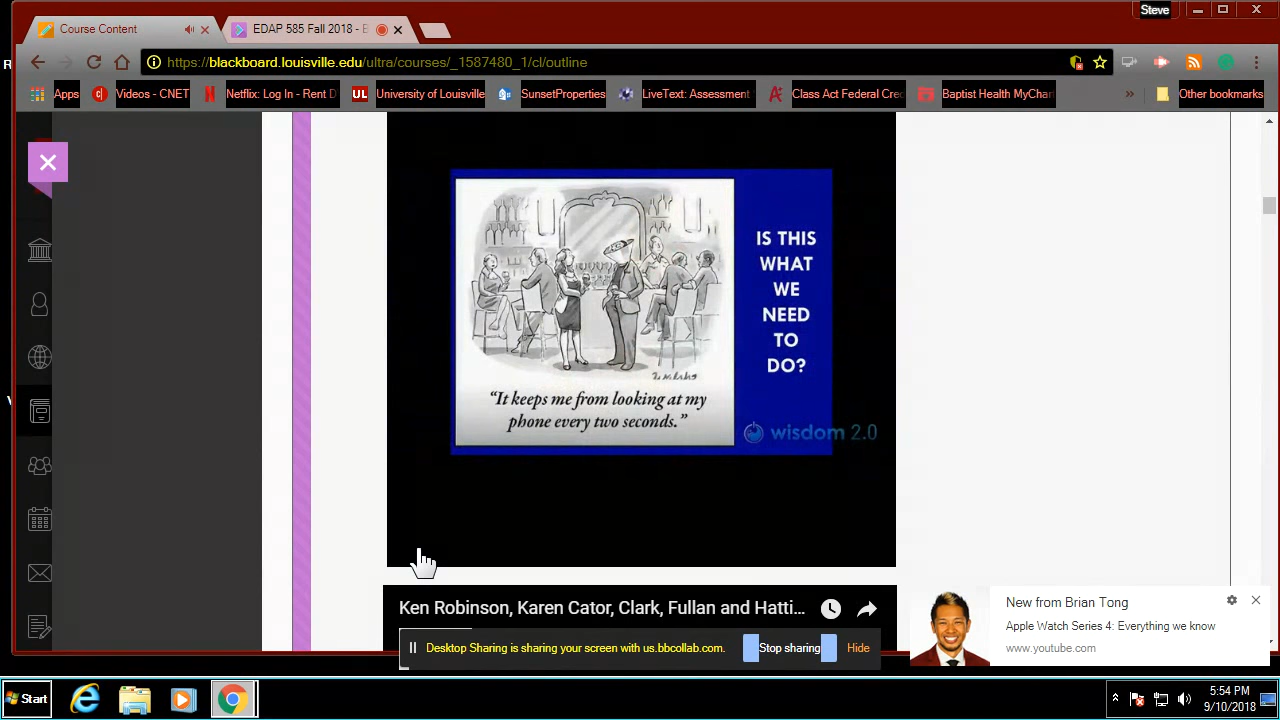 Steve
Course Content
EDAP 585 Fall 2018 - E
https://blackboard.louisville.edu/ultra/courses/_1587480_1/cl/outline
Apps
Videos - CNET
Netflix: Log In - Rent D
UL University of Louisville
SunsetProperties
LiveText: Assessment
Class Act Federal Cre
Baptist Health MyChar
» Other bookmarks
IS THIS
WHAT
WE
NEED
TO
DO?
“It keeps me from looking at my
phone every two seconds.”
wisdom 2.0
Ken Robinson, Karen Cator, Clark, Fullan and Hatti...
Desktop Sharing is sharing your screen with us.bbcollab.com. Stop sharing Hide
New from Brian Tong
Apple Watch Series 4: Everything we know
www.youtube.com
Start
5:54 PM
9/10/2018